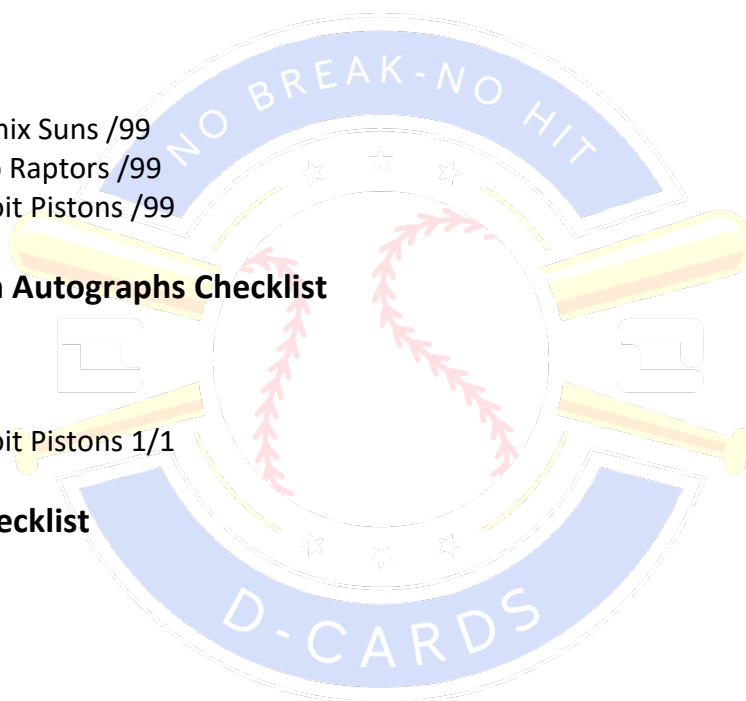 NO BREAK-NO HIT
nix Suns /99
o Raptors /99
oit Pistons /99
n Autographs Checklist
oit Pistons 1/1
ecklist
D-CARDS